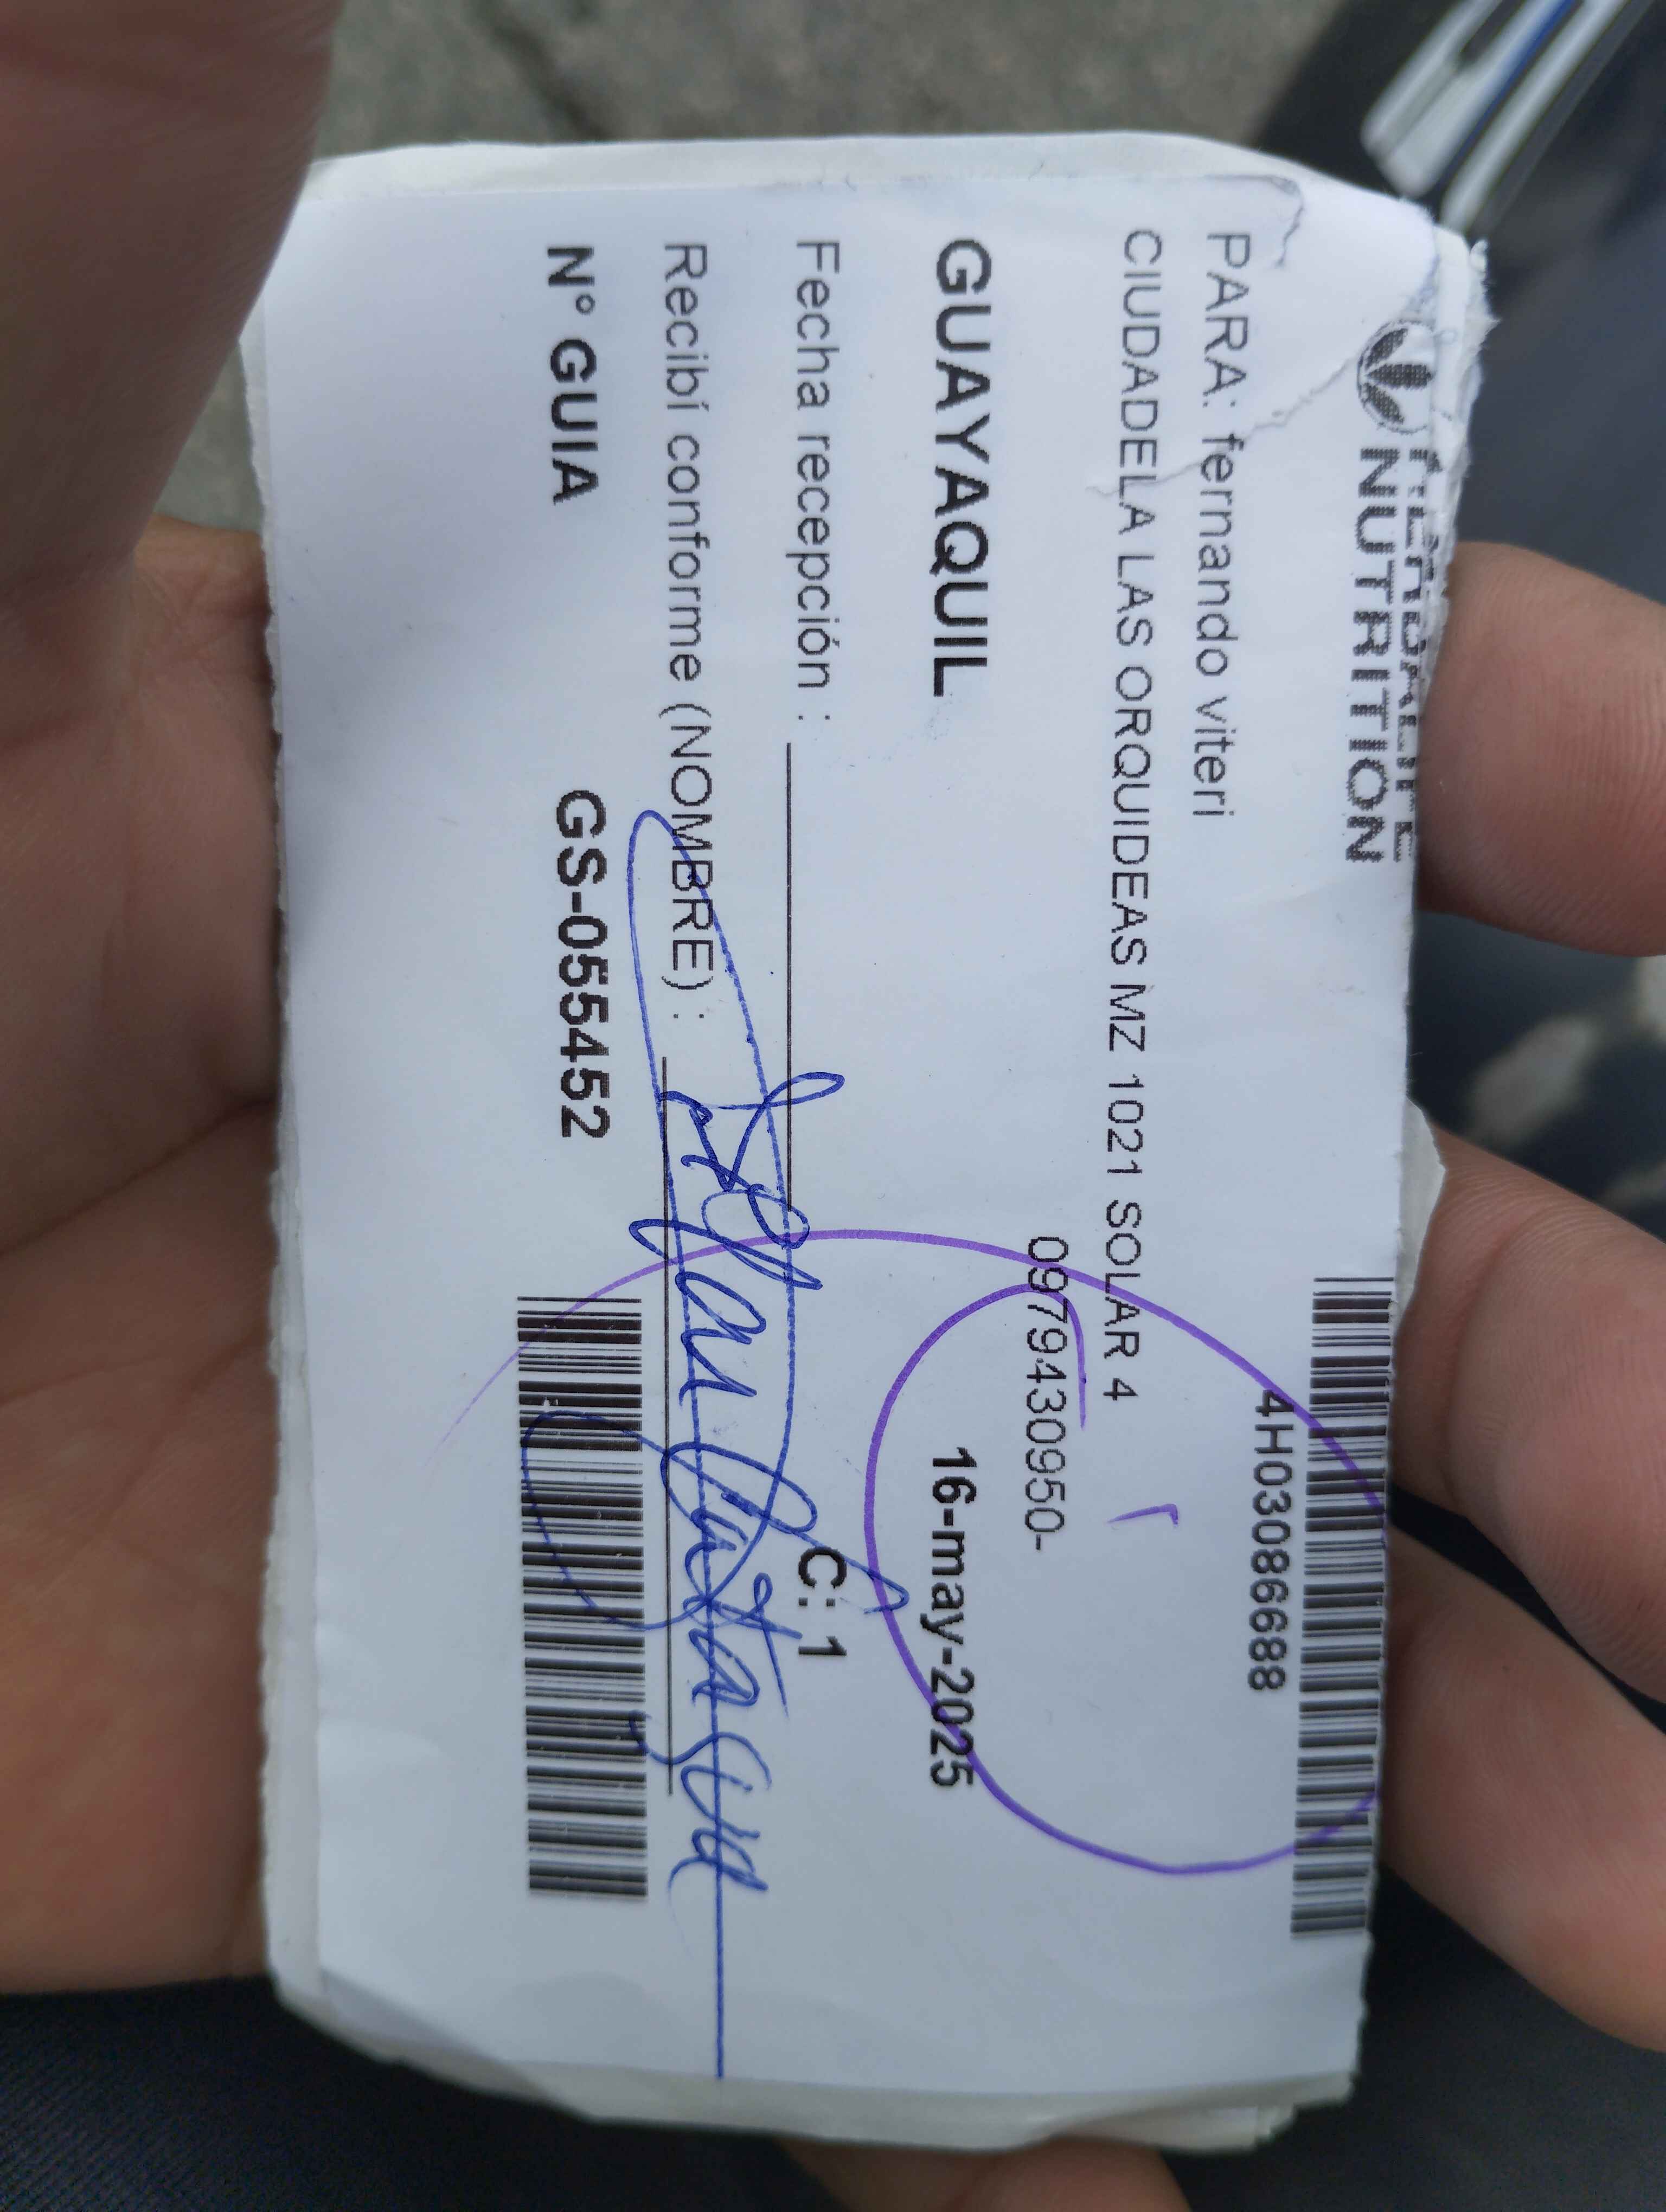 HERBALIFE
NUTRITION
4H03086688
PARA: fernando viteri
CIUDADELA LAS ORQUIDEAS MZ 1021 SOLAR 4
0979430950-
GUAYAQUIL
16-may-2025
Fecha recepción :
C: 1
Recibí conforme (NOMBRE) :
N° GUIA
GS-055452